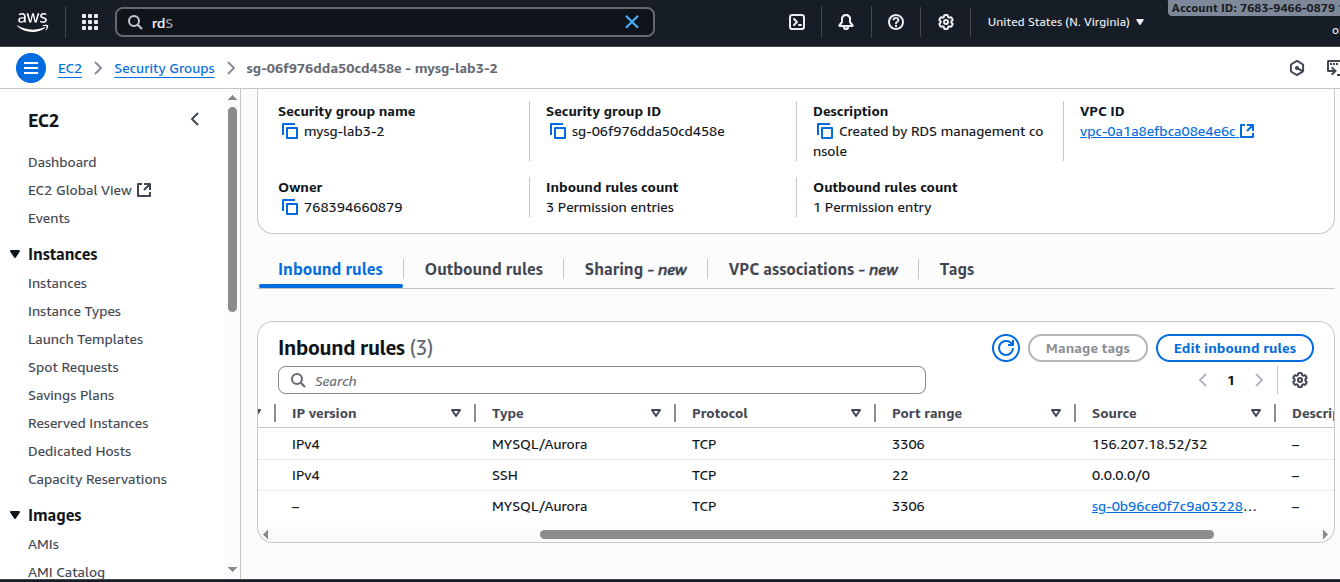 aws
rds
United States (N. Virginia)
Account ID: 7683-9466-0879
EC2 > Security Groups > sg-06f976dda50cd458e - mysg-lab3-2
EC2
Dashboard
EC2 Global View
Events
Instances
Instances
Instance Types
Launch Templates
Spot Requests
Savings Plans
Reserved Instances
Dedicated Hosts
Capacity Reservations
Images
AMIs
AMI Catalog
Security group name
mysg-lab3-2
Security group ID
sg-06f976dda50cd458e
Description
Created by RDS management co
nsole
VPC ID
vpc-0a1a8efbca08e4e6c
Owner
768394660879
Inbound rules count
3 Permission entries
Outbound rules count
1 Permission entry
Inbound rules Outbound rules Sharing - new VPC associations - new Tags
Inbound rules (3)
Manage tags
Edit inbound rules
Search
1
IP version Type Protocol Port range Source Descri
IPv4 MYSQL/Aurora TCP 3306 156.207.18.52/32 –
IPv4 SSH TCP 22 0.0.0.0/0 –
– MYSQL/Aurora TCP 3306 sg-0b96ce0f7c9a03228... –